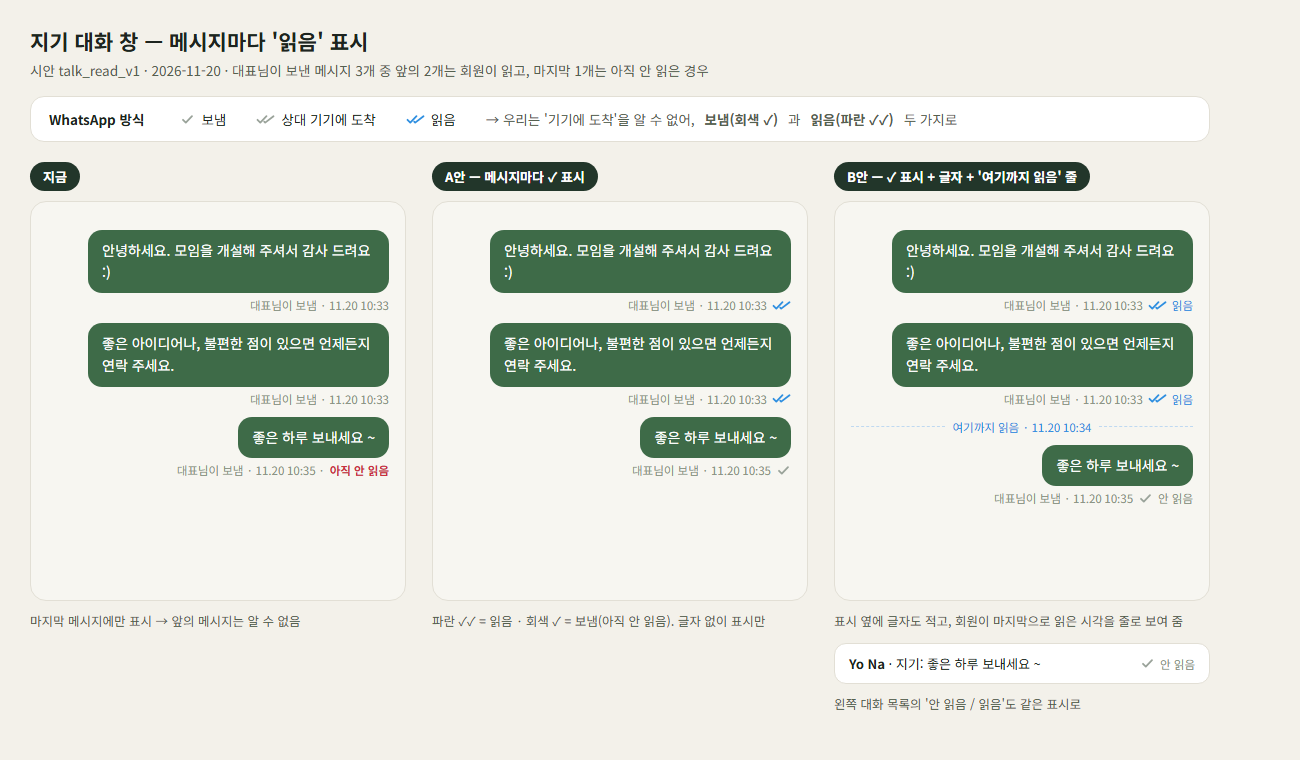 지기 대화 창 — 메시지마다 '읽음' 표시
시안 talk_read_v1 · 2026-11-20 · 대표님이 보낸 메시지 3개 중 앞의 2개는 회원이 읽고, 마지막 1개는 아직 안 읽은 경우
WhatsApp 방식 ✓ 보냄 ✓✓ 상대 기기에 도착 ✓✓ 읽음 → 우리는 '기기에 도착'을 알 수 없어, 보냄(회색 ✓) 과 읽음(파란 ✓✓) 두 가지로
지금
안녕하세요. 모임을 개설해 주셔서 감사 드려요
:)
대표님이 보냄 · 11.20 10:33
좋은 아이디어나, 불편한 점이 있으면 언제든지
연락 주세요.
대표님이 보냄 · 11.20 10:33
좋은 하루 보내세요 ~
대표님이 보냄 · 11.20 10:35 · 아직 안 읽음
마지막 메시지에만 표시 → 앞의 메시지는 알 수 없음
A안 — 메시지마다 ✓ 표시
안녕하세요. 모임을 개설해 주셔서 감사 드려요
:)
대표님이 보냄 · 11.20 10:33 ✓✓
좋은 아이디어나, 불편한 점이 있으면 언제든지
연락 주세요.
대표님이 보냄 · 11.20 10:33 ✓✓
좋은 하루 보내세요 ~
대표님이 보냄 · 11.20 10:35 ✓
파란 ✓✓ = 읽음 · 회색 ✓ = 보냄(아직 안 읽음). 글자 없이 표시만
B안 — ✓ 표시 + 글자 + '여기까지 읽음' 줄
안녕하세요. 모임을 개설해 주셔서 감사 드려요
:)
대표님이 보냄 · 11.20 10:33 ✓✓ 읽음
좋은 아이디어나, 불편한 점이 있으면 언제든지
연락 주세요.
대표님이 보냄 · 11.20 10:33 ✓✓ 읽음
여기까지 읽음 · 11.20 10:34
좋은 하루 보내세요 ~
대표님이 보냄 · 11.20 10:35 ✓ 안 읽음
표시 옆에 글자도 적고, 회원이 마지막으로 읽은 시각을 줄로 보여 줌
Yo Na · 지기: 좋은 하루 보내세요 ~ ✓ 안 읽음
왼쪽 대화 목록의 '안 읽음 / 읽음'도 같은 표시로